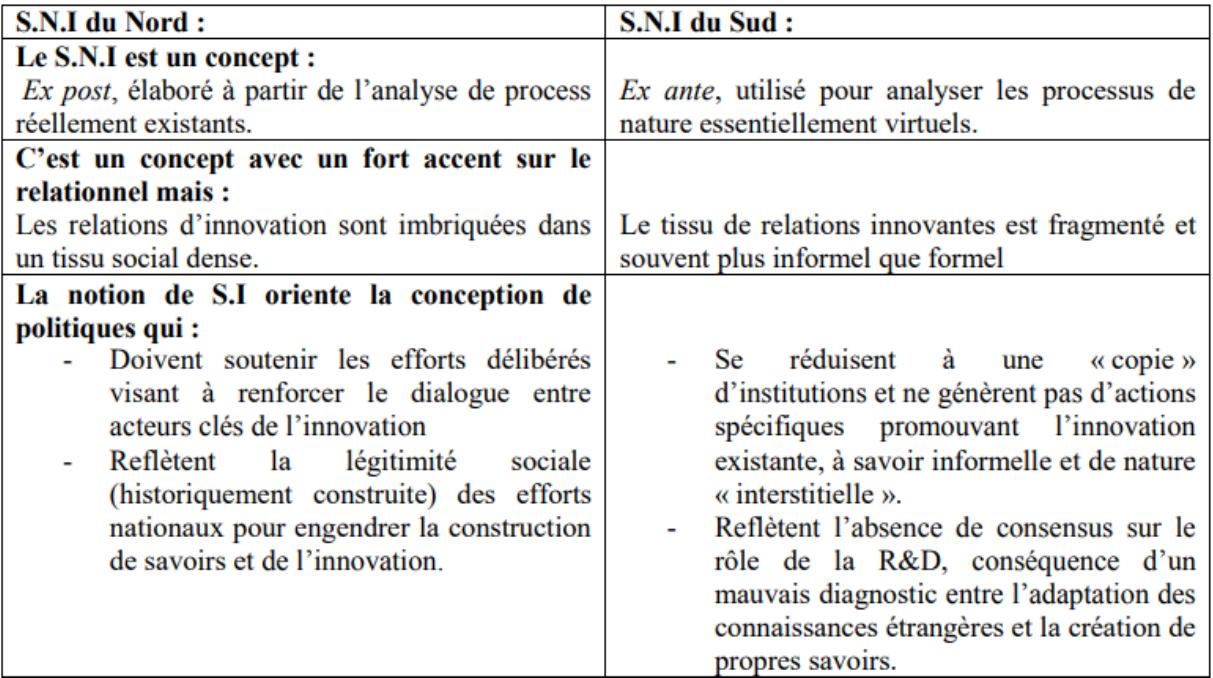 S.N.I du Nord :
S.N.I du Sud :
Le S.N.I est un concept :
Ex post, élaboré à partir de l'analyse de process
réellement existants.
Ex ante, utilisé pour analyser les processus de
nature essentiellement virtuels.
C'est un concept avec un fort accent sur le
relationnel mais :
Les relations d'innovation sont imbriquées dans
un tissu social dense.
Le tissu de relations innovantes est fragmenté et
souvent plus informel que formel
La notion de S.I oriente la conception de
politiques qui :
- Doivent soutenir les efforts délibérés
visant à renforcer le dialogue entre
acteurs clés de l'innovation
- Reflètent la légitimité sociale
(historiquement construite) des efforts
nationaux pour engendrer la construction
de savoirs et de l'innovation.
- Se réduisent à une « copie »
d'institutions et ne génèrent pas d'actions
spécifiques promouvant l'innovation
existante, à savoir informelle et de nature
« interstitielle ».
- Reflètent l'absence de consensus sur le
rôle de la R&D, conséquence d'un
mauvais diagnostic entre l'adaptation des
connaissances étrangères et la création de
propres savoirs.